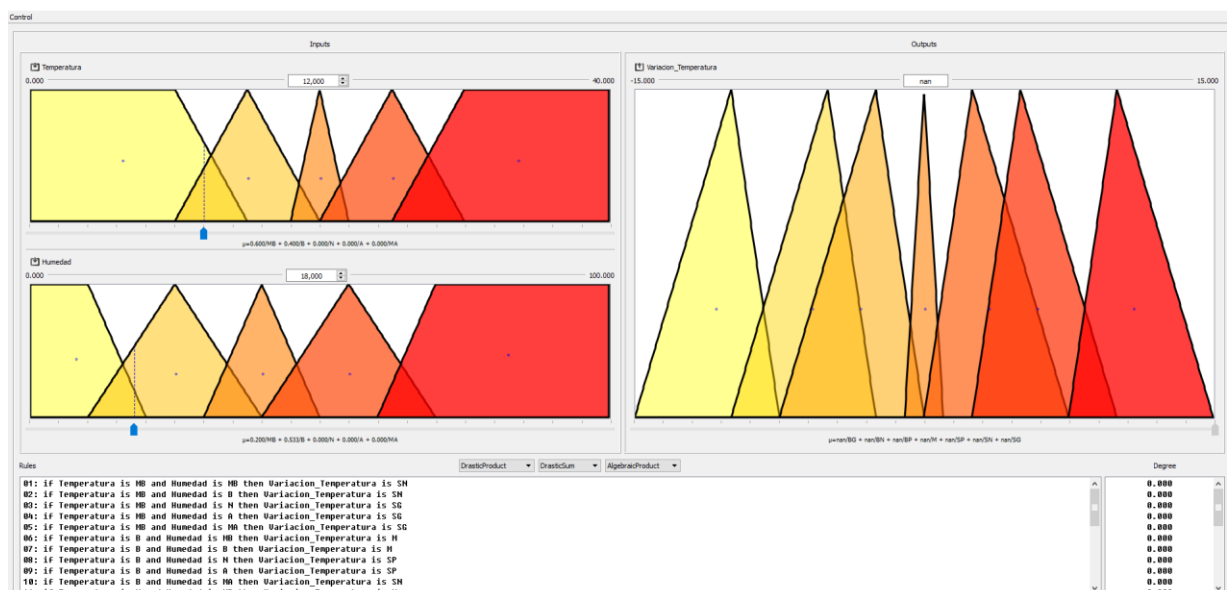 Control
Inputs
Outputs
Temperatura
0.000 12,000 40.000
μ=0.600/MB + 0.400/B + 0.000/N + 0.000/A + 0.000/MA
Humedad
0.000 18,000 100.000
μ=0.200/MB + 0.533/B + 0.000/N + 0.000/A + 0.000/MA
Variacion_Temperatura
-15.000 nan 15.000
μ=nan/BG + nan/BN + nan/BP + nan/M + nan/SP + nan/SN + nan/SG
Rules DrasticProduct DrasticSum AlgebraicProduct Degree
01: if Temperatura is MB and Humedad is MB then Variacion_Temperatura is SN 0.000
02: if Temperatura is MB and Humedad is B then Variacion_Temperatura is SN 0.000
03: if Temperatura is MB and Humedad is N then Variacion_Temperatura is SG 0.000
04: if Temperatura is MB and Humedad is A then Variacion_Temperatura is SG 0.000
05: if Temperatura is MB and Humedad is MA then Variacion_Temperatura is SG 0.000
06: if Temperatura is B and Humedad is MB then Variacion_Temperatura is M 0.000
07: if Temperatura is B and Humedad is B then Variacion_Temperatura is M 0.000
08: if Temperatura is B and Humedad is N then Variacion_Temperatura is SP 0.000
09: if Temperatura is B and Humedad is A then Variacion_Temperatura is SP 0.000
10: if Temperatura is B and Humedad is MA then Variacion_Temperatura is SN 0.000